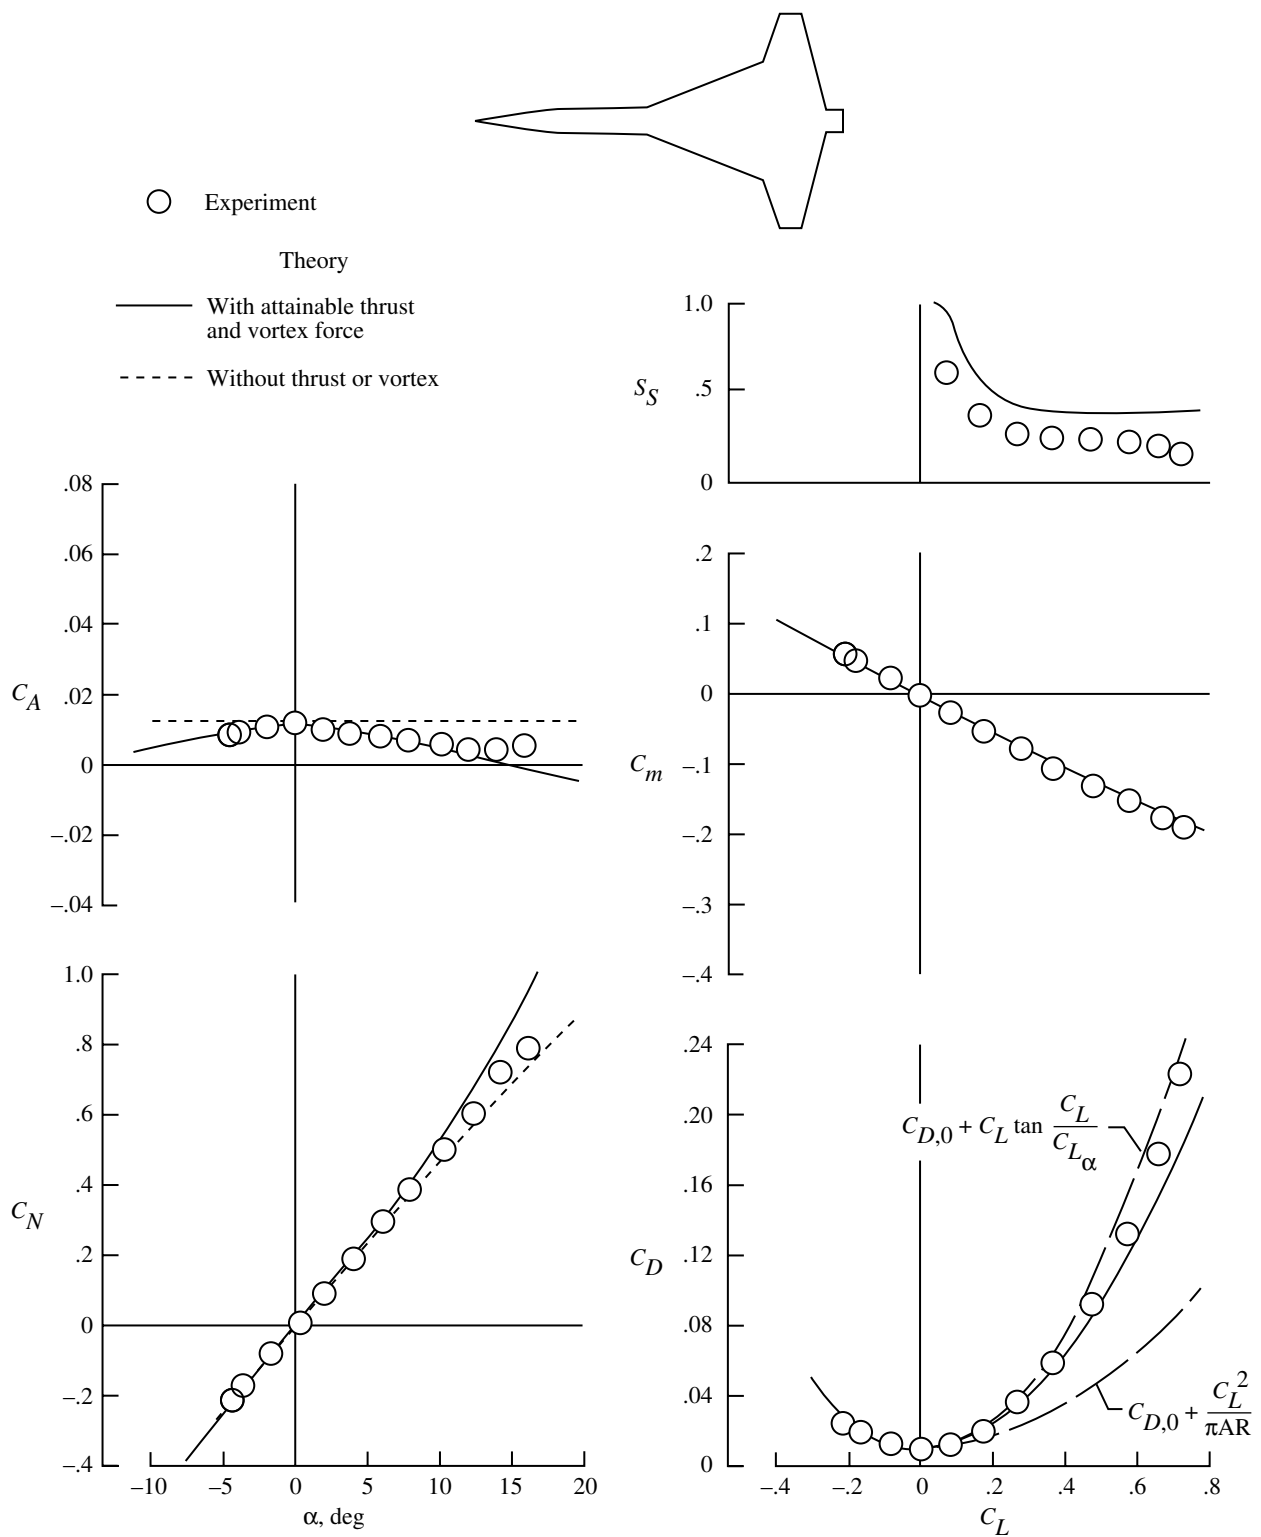 Experiment
Theory
With attainable thrust
and vortex force
Without thrust or vortex
1.0
.5
0
S_S
.08
.06
.04
.02
0
–.02
–.04
C_A
.2
.1
0
–.1
–.2
–.3
–.4
C_m
1.0
.8
.6
.4
.2
0
–.2
–.4
C_N
–10 –5 0 5 10 15 20
α, deg
.24
.20
.16
.12
.08
.04
0
C_D
C_{D,0} + C_L tan C_L / C_{L_α}
C_{D,0} + C_L^2 / πAR
–.4 –.2 0 .2 .4 .6 .8
C_L